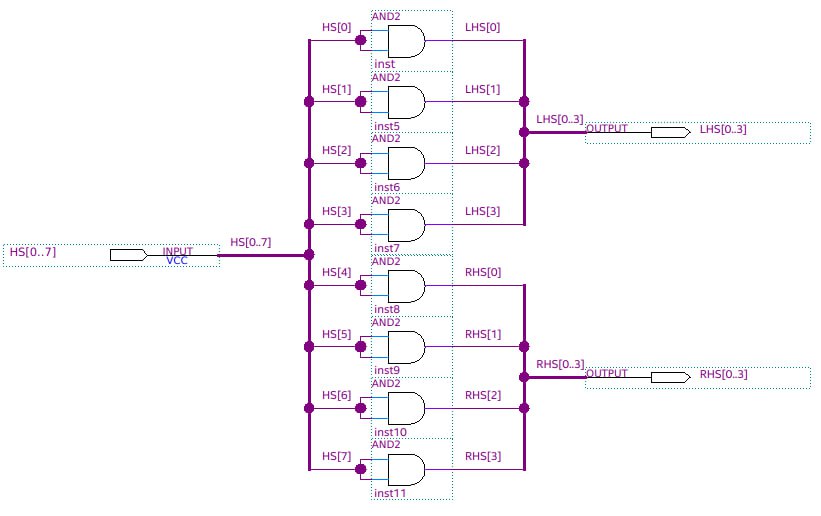 AND2
HS[0]
LHS[0]
inst
AND2
HS[1]
LHS[1]
inst5
LHS[0..3]
OUTPUT
LHS[0..3]
AND2
HS[2]
LHS[2]
inst6
AND2
HS[3]
LHS[3]
inst7
HS[0..7]
INPUT
VCC
HS[0..7]
AND2
HS[4]
RHS[0]
inst8
AND2
HS[5]
RHS[1]
inst9
RHS[0..3]
OUTPUT
RHS[0..3]
AND2
HS[6]
RHS[2]
inst10
AND2
HS[7]
RHS[3]
inst11